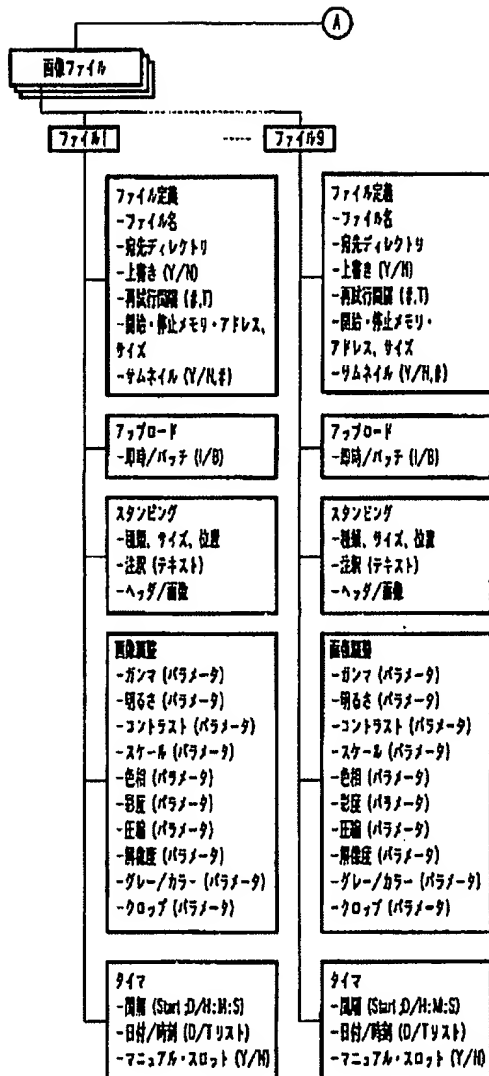 A
画像ファイル
ファイル1
ファイル9
ファイル定義
-ファイル名
-宛先ディレクトリ
-上書き (Y/N)
-再試行間隔 (#,T)
-開始・停止メモリ・アドレス、
サイズ
-サムネイル (Y/N,#)
アップロード
-即時/バッチ (I/B)
スタンピング
-種類、サイズ、位置
-注釈 (テキスト)
-ヘッダ/画像
画像調整
-ガンマ (パラメータ)
-明るさ (パラメータ)
-コントラスト (パラメータ)
-スケール (パラメータ)
-色相 (パラメータ)
-彩度 (パラメータ)
-圧縮 (パラメータ)
-解像度 (パラメータ)
-グレー/カラー (パラメータ)
-クロップ (パラメータ)
タイマ
-間隔 (Start;D/H:M:S)
-日付/時刻 (D/Tリスト)
-マニュアル・スロット (Y/N)
ファイル定義
-ファイル名
-宛先ディレクトリ
-上書き (Y/N)
-再試行間隔 (#,T)
-開始・停止メモリ・
アドレス、サイズ
-サムネイル (Y/N,#)
アップロード
-即時/バッチ (I/B)
スタンピング
-種類、サイズ、位置
-注釈 (テキスト)
-ヘッダ/画像
画像調整
-ガンマ (パラメータ)
-明るさ (パラメータ)
-コントラスト (パラメータ)
-スケール (パラメータ)
-色相 (パラメータ)
-彩度 (パラメータ)
-圧縮 (パラメータ)
-解像度 (パラメータ)
-グレー/カラー (パラメータ)
-クロップ (パラメータ)
タイマ
-間隔 (Start;D/H:M:S)
-日付/時刻 (D/Tリスト)
-マニュアル・スロット (Y/N)